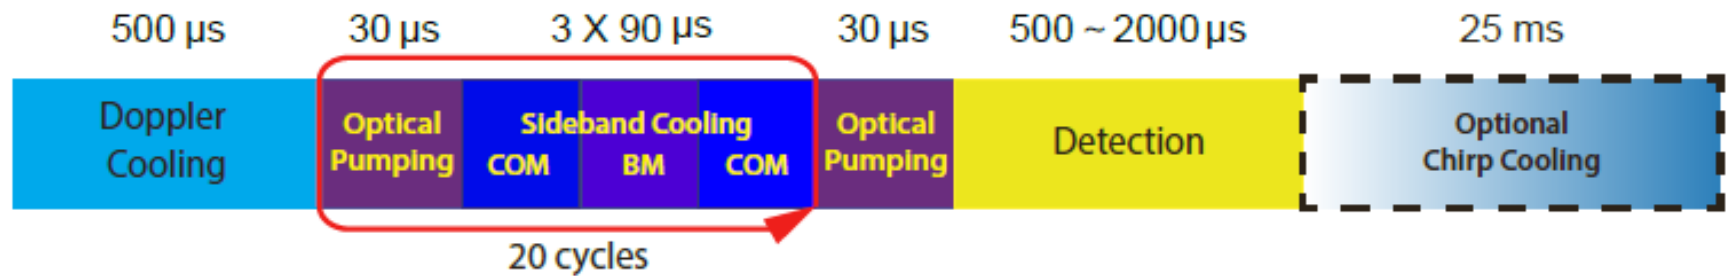 500 µs 30 µs 3 X 90 µs 30 µs 500 ~ 2000 µs 25 ms
Doppler
Cooling
Optical
Pumping
Sideband Cooling
COM BM COM
Optical
Pumping
Detection
Optional
Chirp Cooling
20 cycles